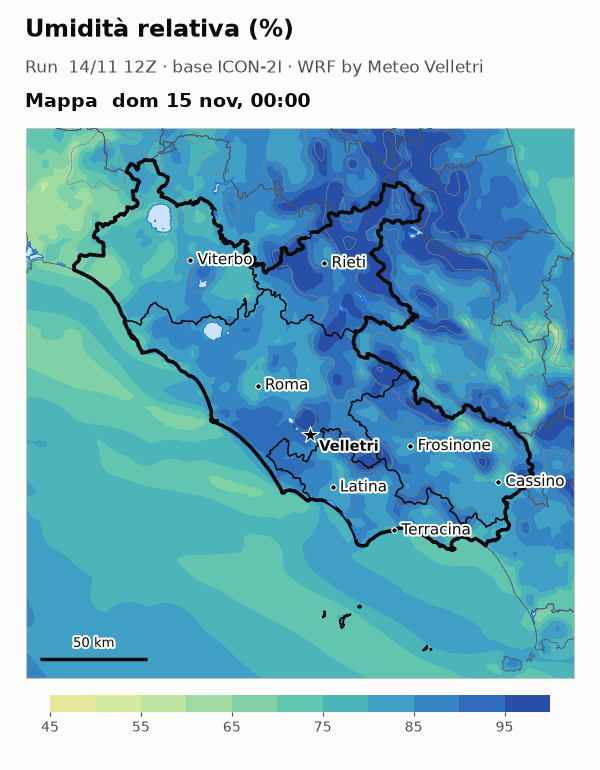 Umidità relativa (%)
Run  14/11 12Z · base ICON-2I · WRF by Meteo Velletri
Mappa  dom 15 nov, 00:00
Viterbo
Rieti
Roma
Velletri
Frosinone
Cassino
Latina
Terracina
50 km
45 55 65 75 85 95